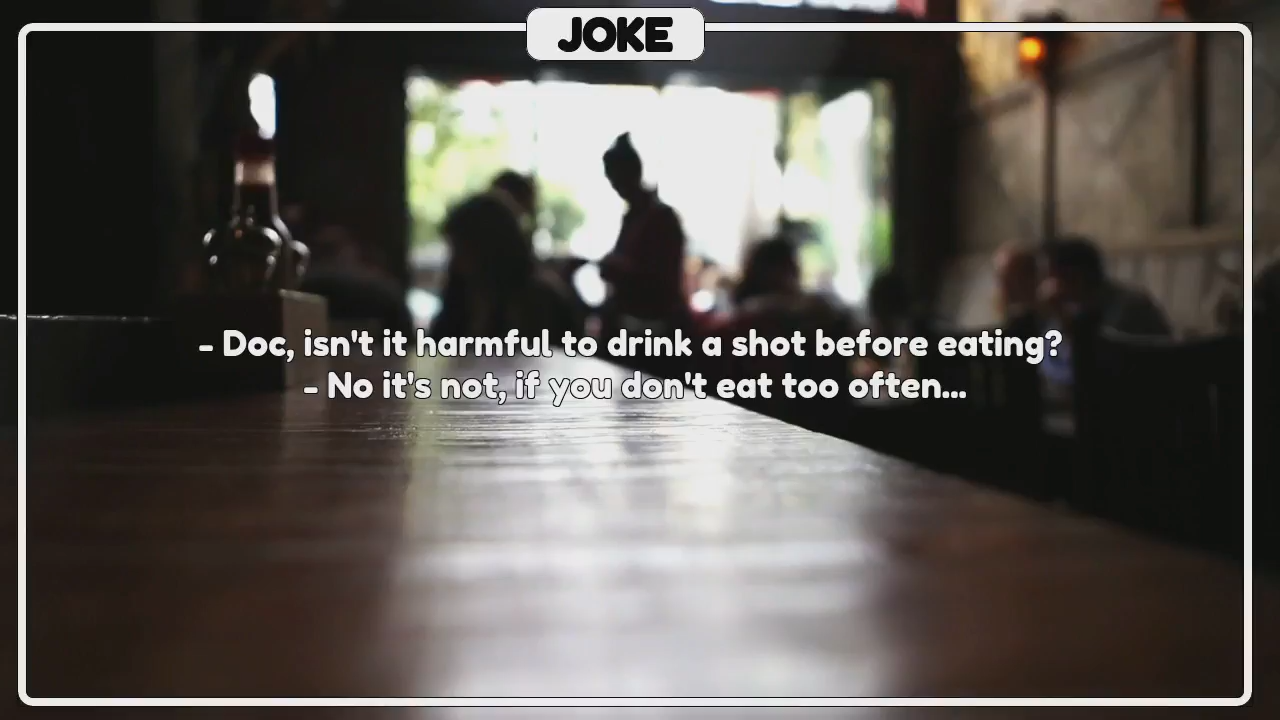 JOKE
- Doc, isn't it harmful to drink a shot before eating?
- No it's not, if you don't eat too often...